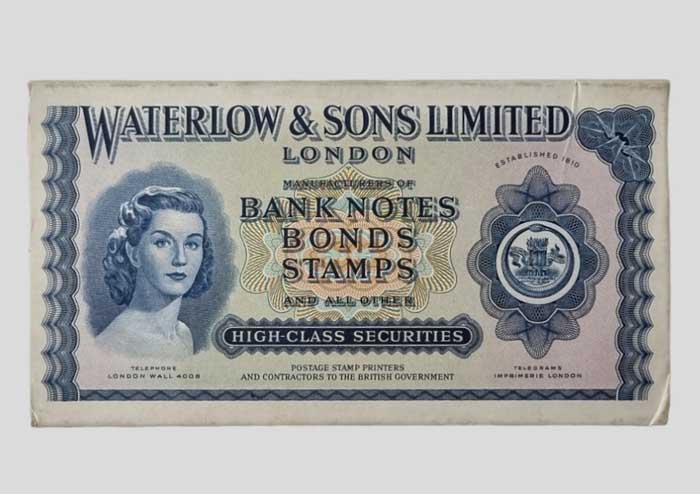 WATERLOW & SONS LIMITED
LONDON
ESTABLISHED 1810
MANUFACTURERS OF
BANK NOTES
BONDS
STAMPS
AND ALL OTHER
HIGH-CLASS SECURITIES
TELEPHONE
LONDON WALL 4008
POSTAGE STAMP PRINTERS
AND CONTRACTORS TO THE BRITISH GOVERNMENT
TELEGRAMS
IMPRIMERIE LONDON